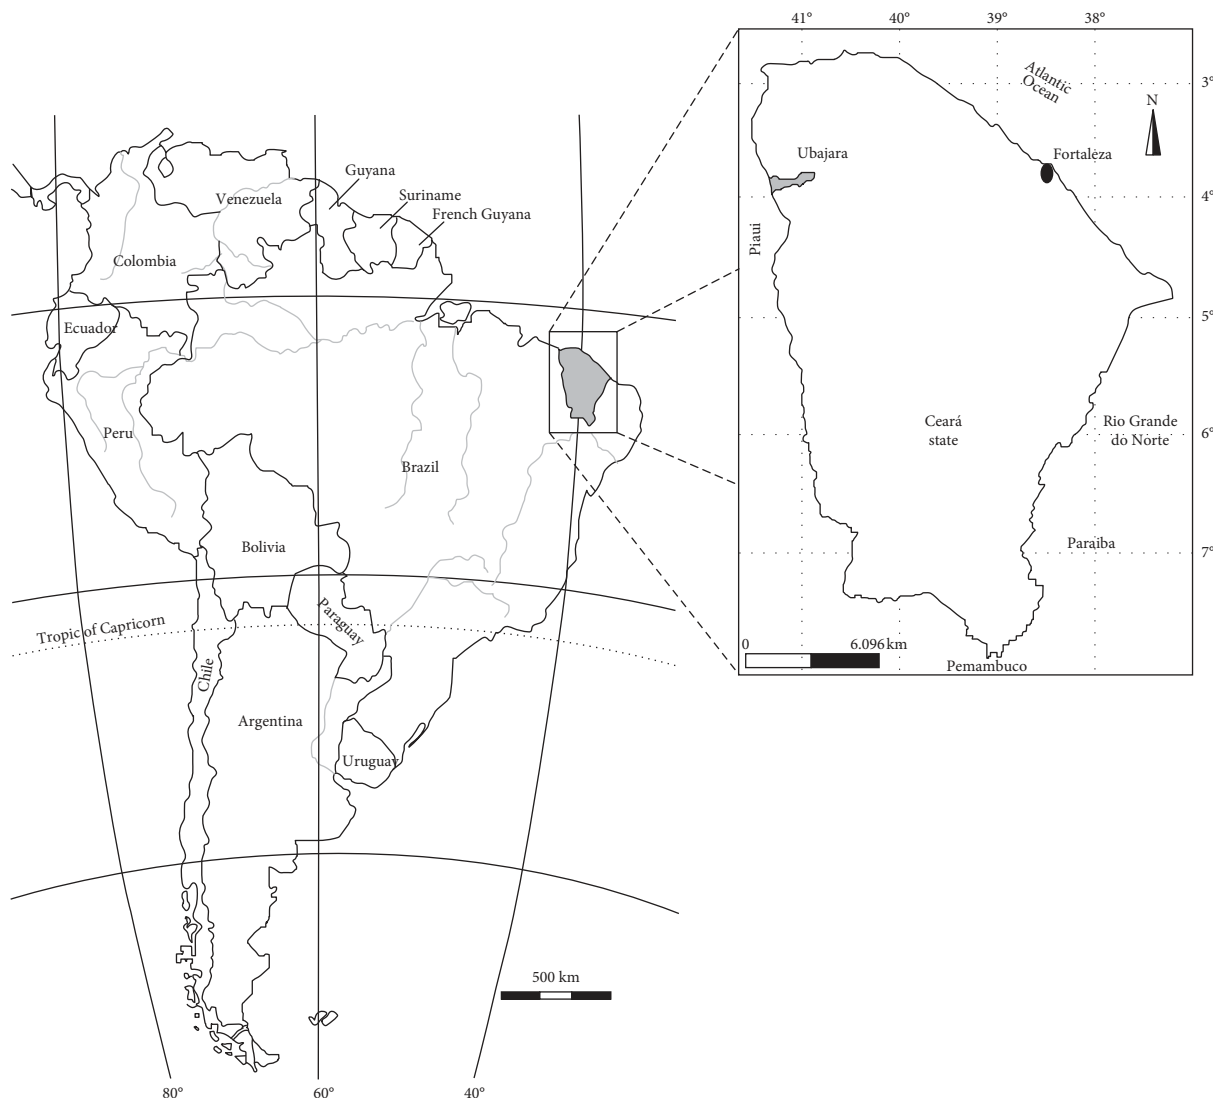 41° 40° 39° 38°
Atlantic
Ocean
3°
N
Ubajara
Fortaleza
4°
Piaui
5°
Ceará
state
Rio Grande
do Norte
6°
Paraiba
7°
0 6.096 km
Pemambuco
Guyana
Suriname
French Guyana
Venezuela
Colombia
Ecuador
Peru
Brazil
Bolivia
Paraguay
Tropic of Capricorn
Chile
Argentina
Uruguay
500 km
80° 60° 40°